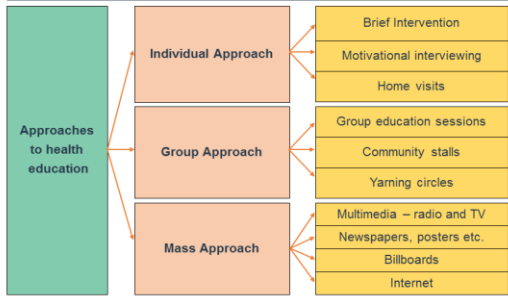 Approaches
to health
education
Individual Approach
Brief Intervention
Motivational interviewing
Home visits
Group Approach
Group education sessions
Community stalls
Yarning circles
Mass Approach
Multimedia – radio and TV
Newspapers, posters etc.
Billboards
Internet